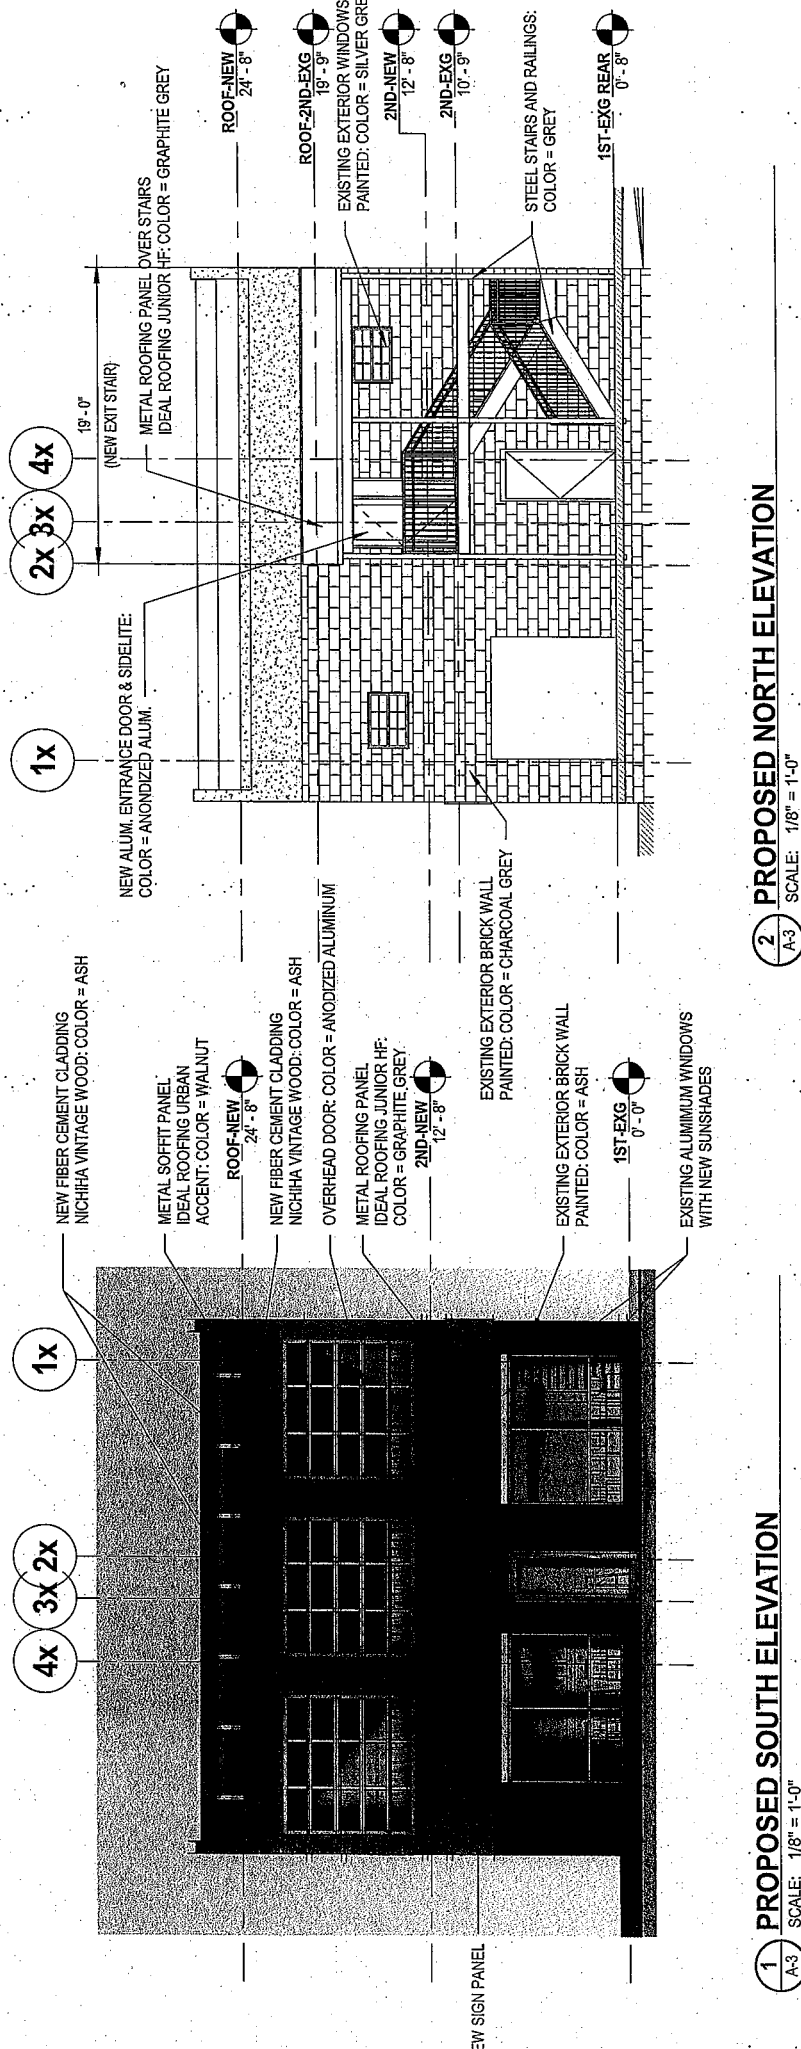 4x
3x
2x
1x
NEW FIBER CEMENT CLADDING
NICHIHA VINTAGE WOOD: COLOR = ASH
METAL SOFFIT PANEL
IDEAL ROOFING URBAN
ACCENT: COLOR = WALNUT
ROOF-NEW
24' - 8"
NEW FIBER CEMENT CLADDING
NICHIHA VINTAGE WOOD: COLOR = ASH
OVERHEAD DOOR: COLOR = ANODIZED ALUMINUM
METAL ROOFING PANEL
IDEAL ROOFING JUNIOR HF:
COLOR = GRAPHITE GREY
2ND-NEW
12' - 8"
EXISTING EXTERIOR BRICK WALL
PAINTED: COLOR = ASH
1ST-EXG
0' - 0"
EXISTING ALUMIMUM WNIDOWS
WITH NEW SUNSHADES
SIGN PANEL
1
A-3
PROPOSED SOUTH ELEVATION
SCALE: 1/8" = 1'-0"
1x
2x
3x
4x
19' - 0"
(NEW EXIT STAIR)
NEW ALUM. ENTRANCE DOOR & SIDELITE:
COLOR = ANONDIZED ALUM.
METAL ROOFING PANEL OVER STAIRS
IDEAL ROOFING JUNIOR HF: COLOR = GRAPHITE GREY
ROOF-NEW
24' - 8"
ROOF-2ND-EXG
19' - 9"
EXISTING EXTERIOR WINDOWS
PAINTED: COLOR = SILVER
2ND-NEW
12' - 8"
2ND-EXG
10' - 9"
STEEL STAIRS AND RAILINGS:
COLOR = GREY
1ST-EXG REAR
0' - 8"
EXISTING EXTERIOR BRICK WALL
PAINTED: COLOR = CHARCOAL GREY
2
A-3
PROPOSED NORTH ELEVATION
SCALE: 1/8" = 1'-0"